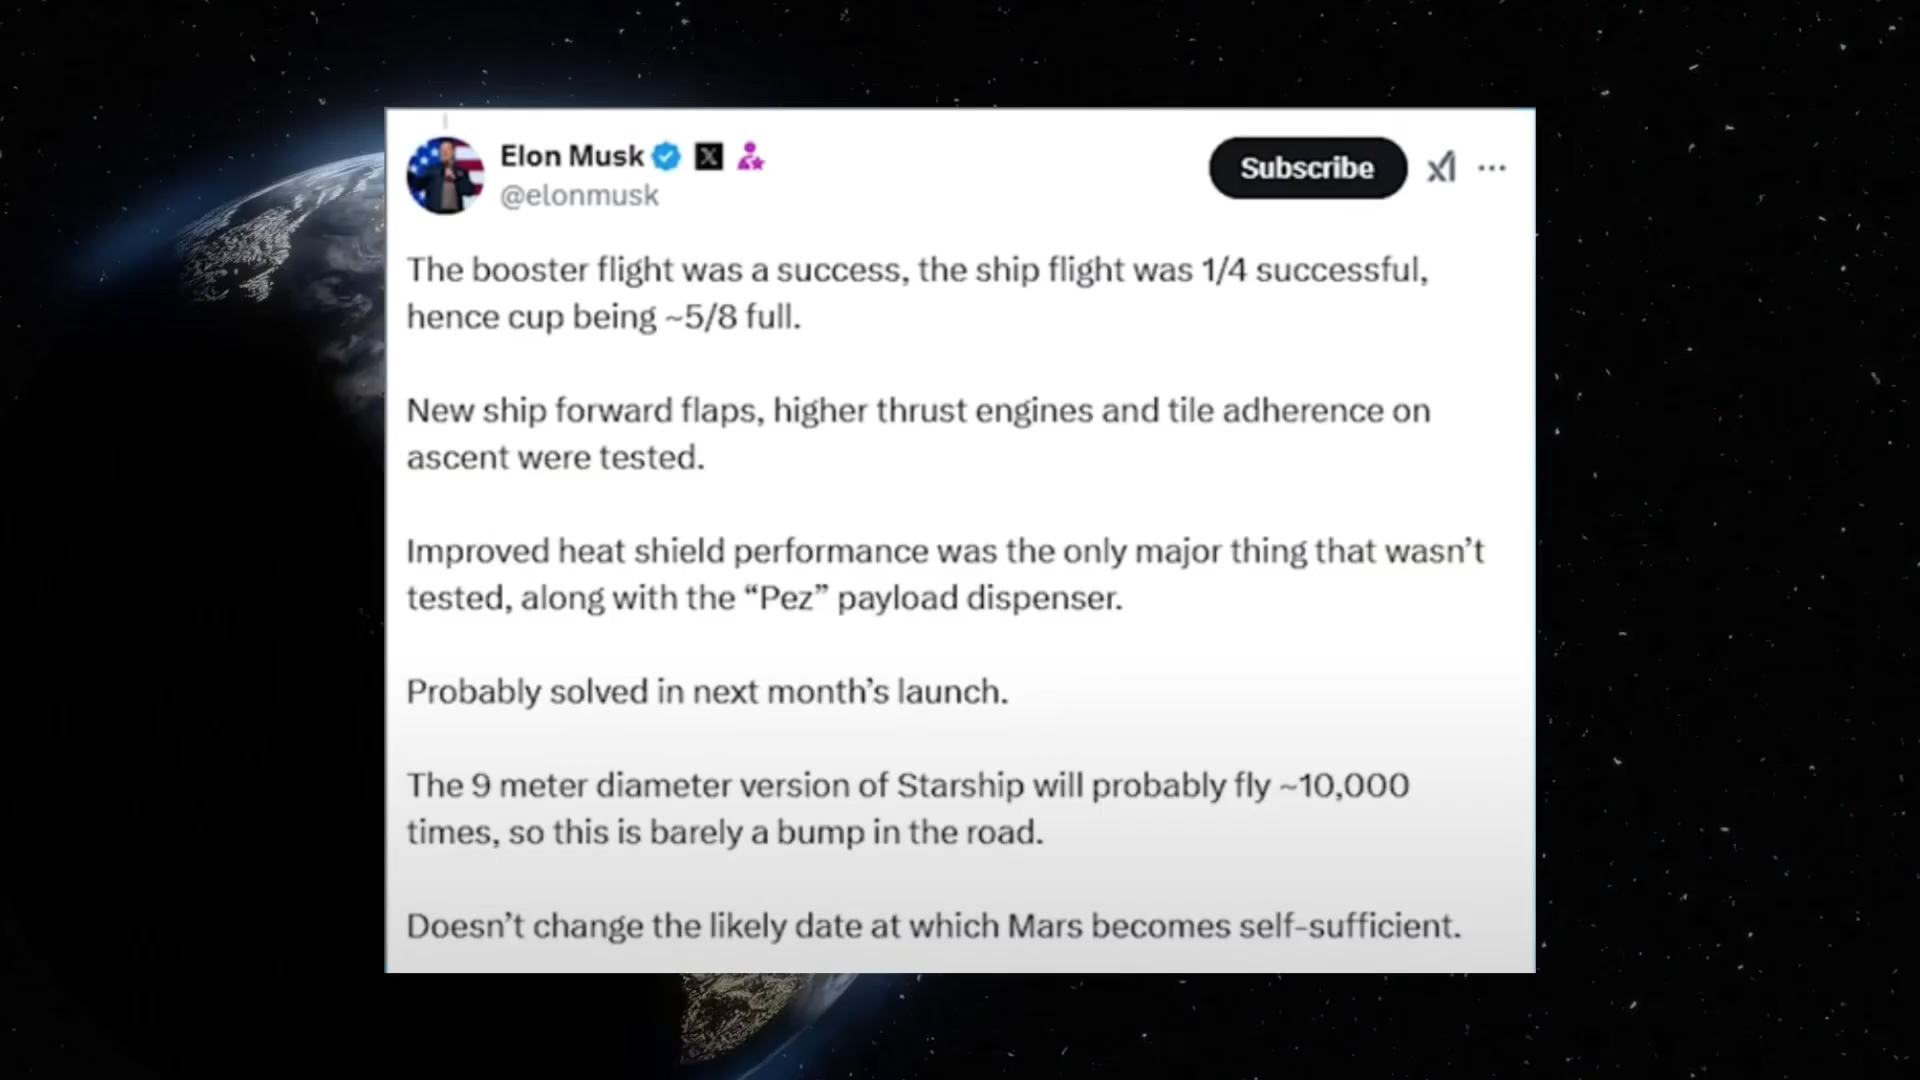 Elon Musk
@elonmusk
Subscribe
The booster flight was a success, the ship flight was 1/4 successful,
hence cup being ~5/8 full.
New ship forward flaps, higher thrust engines and tile adherence on
ascent were tested.
Improved heat shield performance was the only major thing that wasn’t
tested, along with the “Pez” payload dispenser.
Probably solved in next month’s launch.
The 9 meter diameter version of Starship will probably fly ~10,000
times, so this is barely a bump in the road.
Doesn’t change the likely date at which Mars becomes self-sufficient.